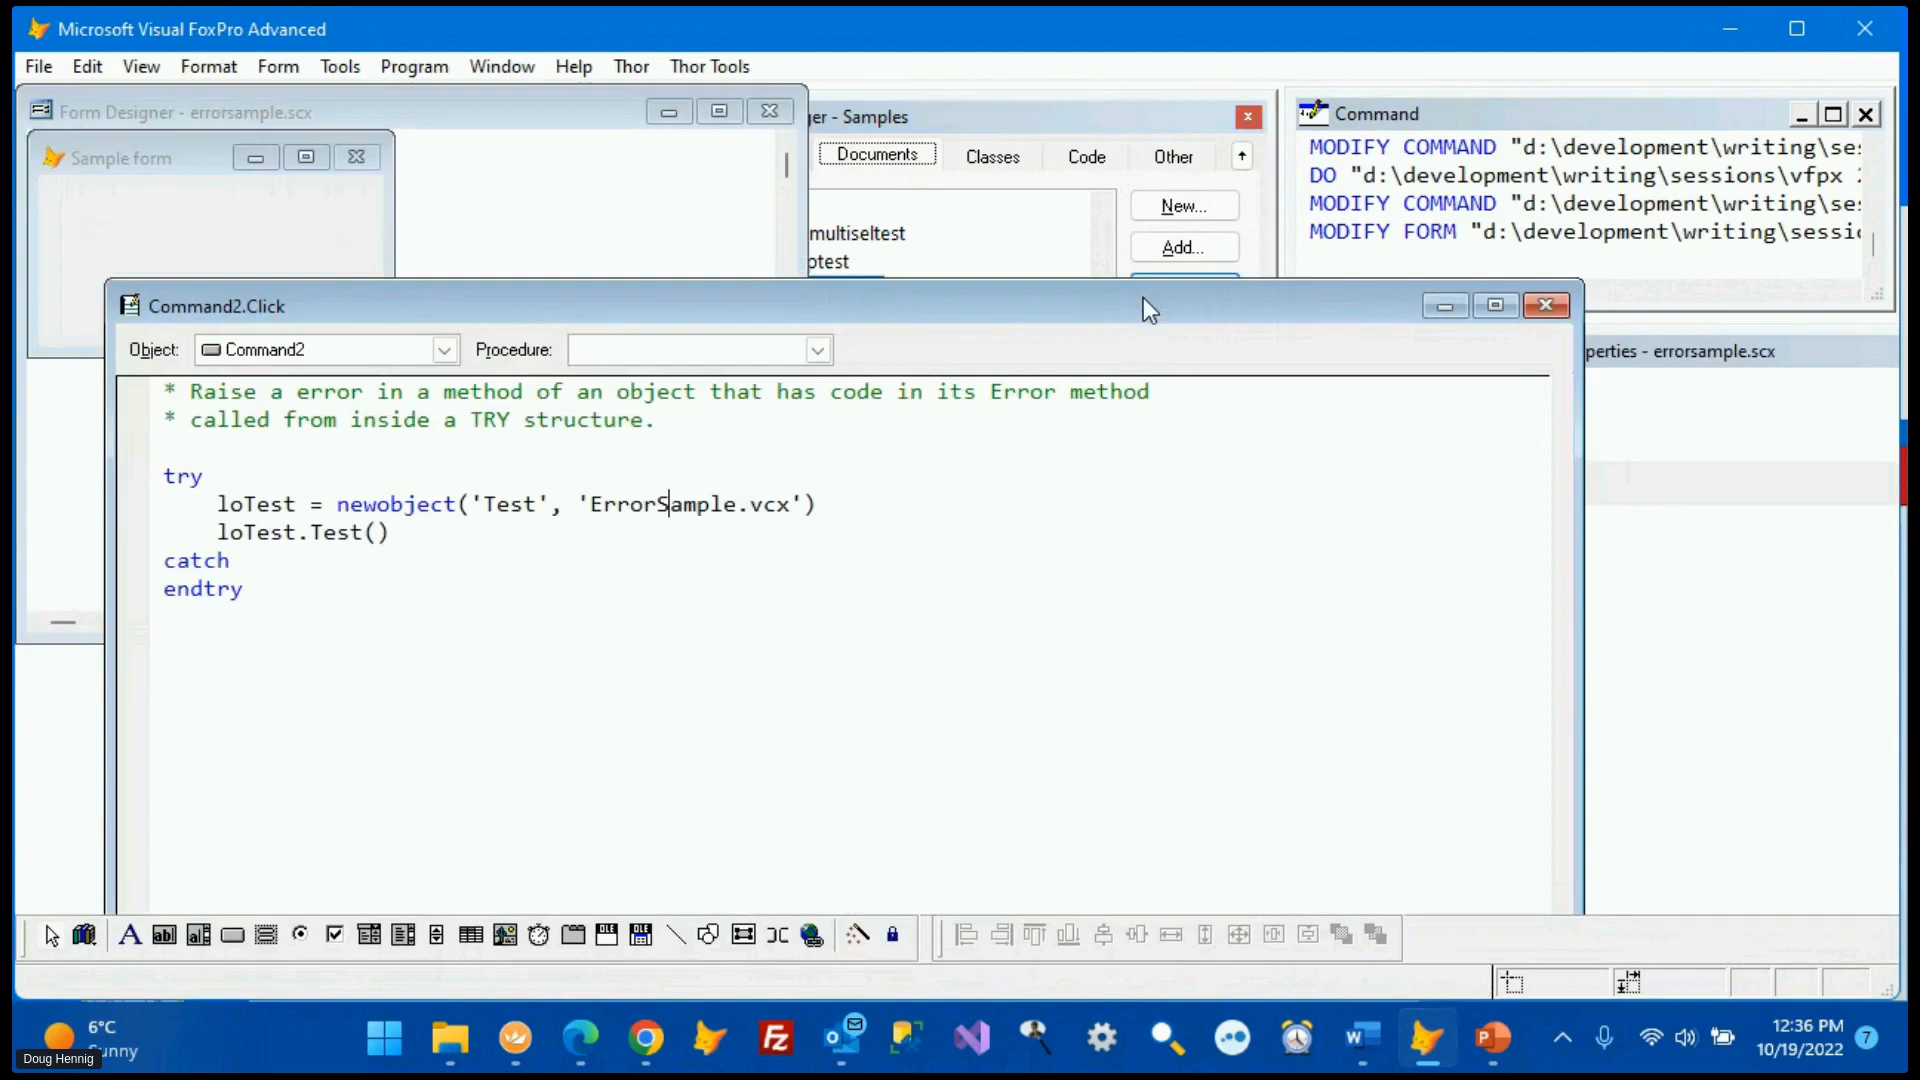 Microsoft Visual FoxPro Advanced
File Edit View Format Form Tools Program Window Help Thor Thor Tools
Form Designer - errorsample.scx
Sample form
ger - Samples
Documents Classes Code Other
New...
Add...
multiseltest
ptest
Command
MODIFY COMMAND "d:\development\writing\se
DO "d:\development\writing\sessions\vfpx
MODIFY COMMAND "d:\development\writing\se
MODIFY FORM "d:\development\writing\sessi
perties - errorsample.scx
Command2.Click
Object: Command2 Procedure:
* Raise a error in a method of an object that has code in its Error method
* called from inside a TRY structure.
try
loTest = newobject('Test', 'ErrorSample.vcx')
loTest.Test()
catch
endtry
6°C
Sunny
Doug Hennig
12:36 PM
10/19/2022
7